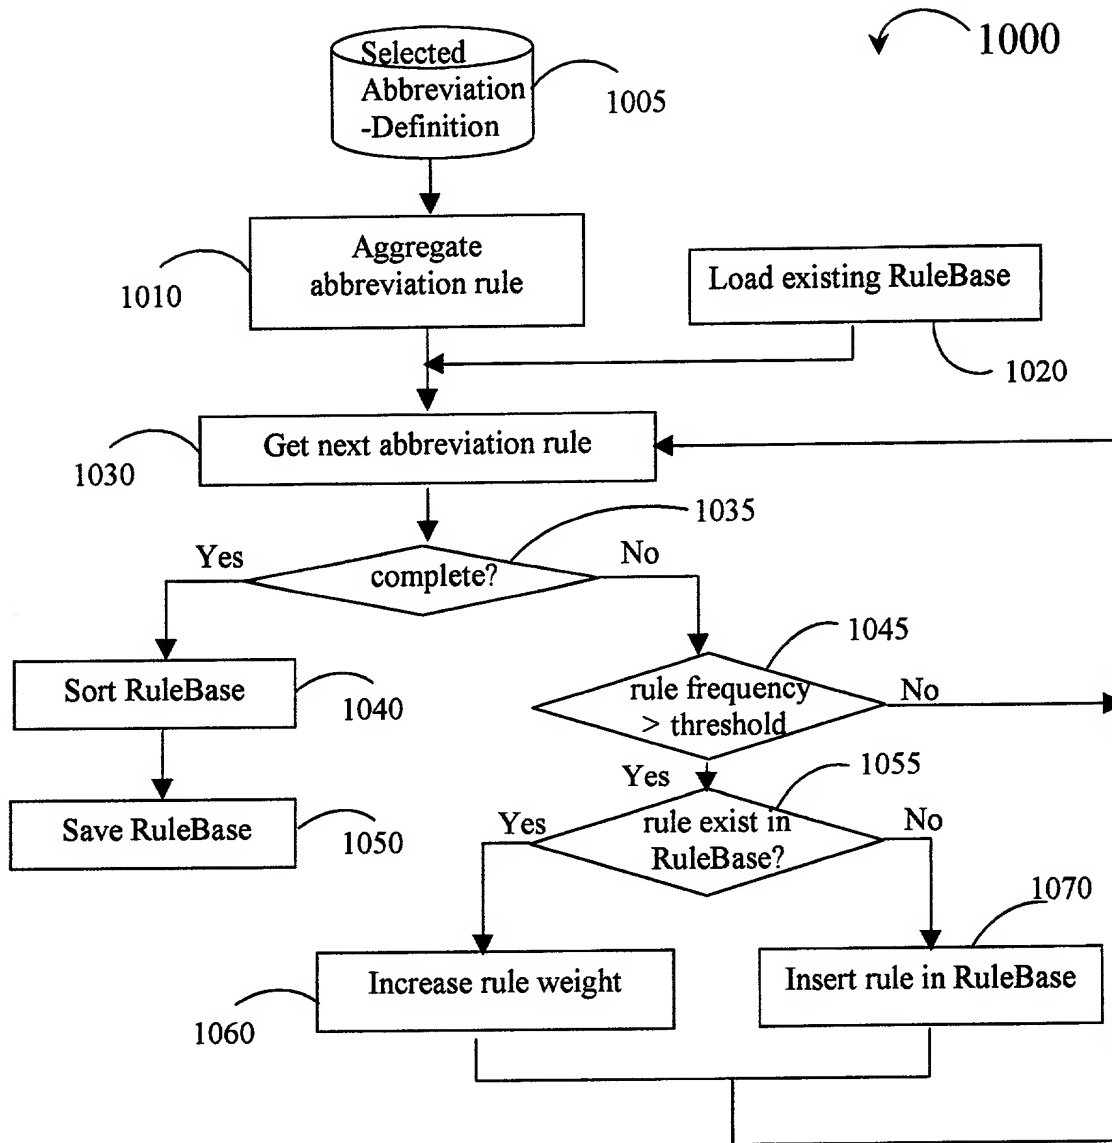 1000
Selected
Abbreviation
-Definition
1005
Aggregate
abbreviation rule
1010
Load existing RuleBase
1020
Get next abbreviation rule
1030
1035
Yes
No
complete?
1045
Sort RuleBase
1040
rule frequency
> threshold
No
Yes
1055
Save RuleBase
1050
Yes
rule exist in
RuleBase?
No
1070
Increase rule weight
1060
Insert rule in RuleBase